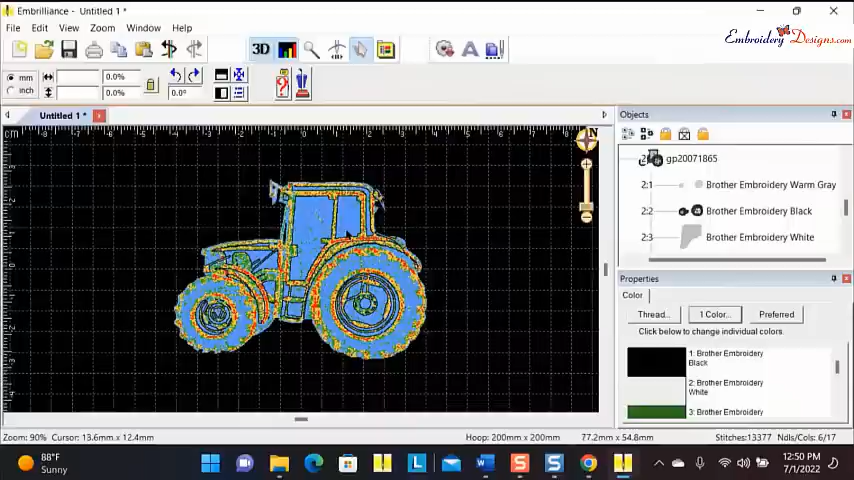 Embrilliance - Untitled 1 *
File Edit View Zoom Window Help
Embroidery Designs.com
3D
mm
inch
0.0%
0.0%
0.0°
Untitled 1 *
cm
N
Objects
gp20071865
2:1 Brother Embroidery Warm Gray
2:2 Brother Embroidery Black
2:3 Brother Embroidery White
Properties
Color
Thread... 1 Color... Preferred
Click below to change individual colors.
1: Brother Embroidery
Black
2: Brother Embroidery
White
3: Brother Embroidery
Zoom: 90% Cursor: 13.6mm x 12.4mm Hoop: 200mm x 200mm 77.2mm x 54.8mm Stitches:13377 Ndls/Cols: 6/17
88°F
Sunny
12:50 PM
7/1/2022